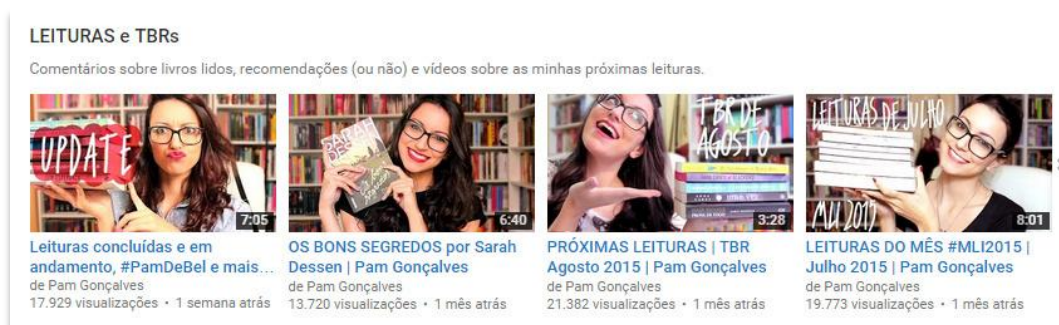 LEITURAS e TBRs
Comentários sobre livros lidos, recomendações (ou não) e vídeos sobre as minhas próximas leituras.
UPDATE
7:05
SARAH
DESSEN
6:40
TBR DE
AGOSTO
3:28
LEITURAS DE JULHO
MLI 2015
8:01
Leituras concluídas e em
andamento, #PamDeBel e mais...
de Pam Gonçalves
17.929 visualizações • 1 semana atrás
OS BONS SEGREDOS por Sarah
Dessen | Pam Gonçalves
de Pam Gonçalves
13.720 visualizações • 1 mês atrás
PRÓXIMAS LEITURAS | TBR
Agosto 2015 | Pam Gonçalves
de Pam Gonçalves
21.382 visualizações • 1 mês atrás
LEITURAS DO MÊS #MLI2015 |
Julho 2015 | Pam Gonçalves
de Pam Gonçalves
19.773 visualizações • 1 mês atrás